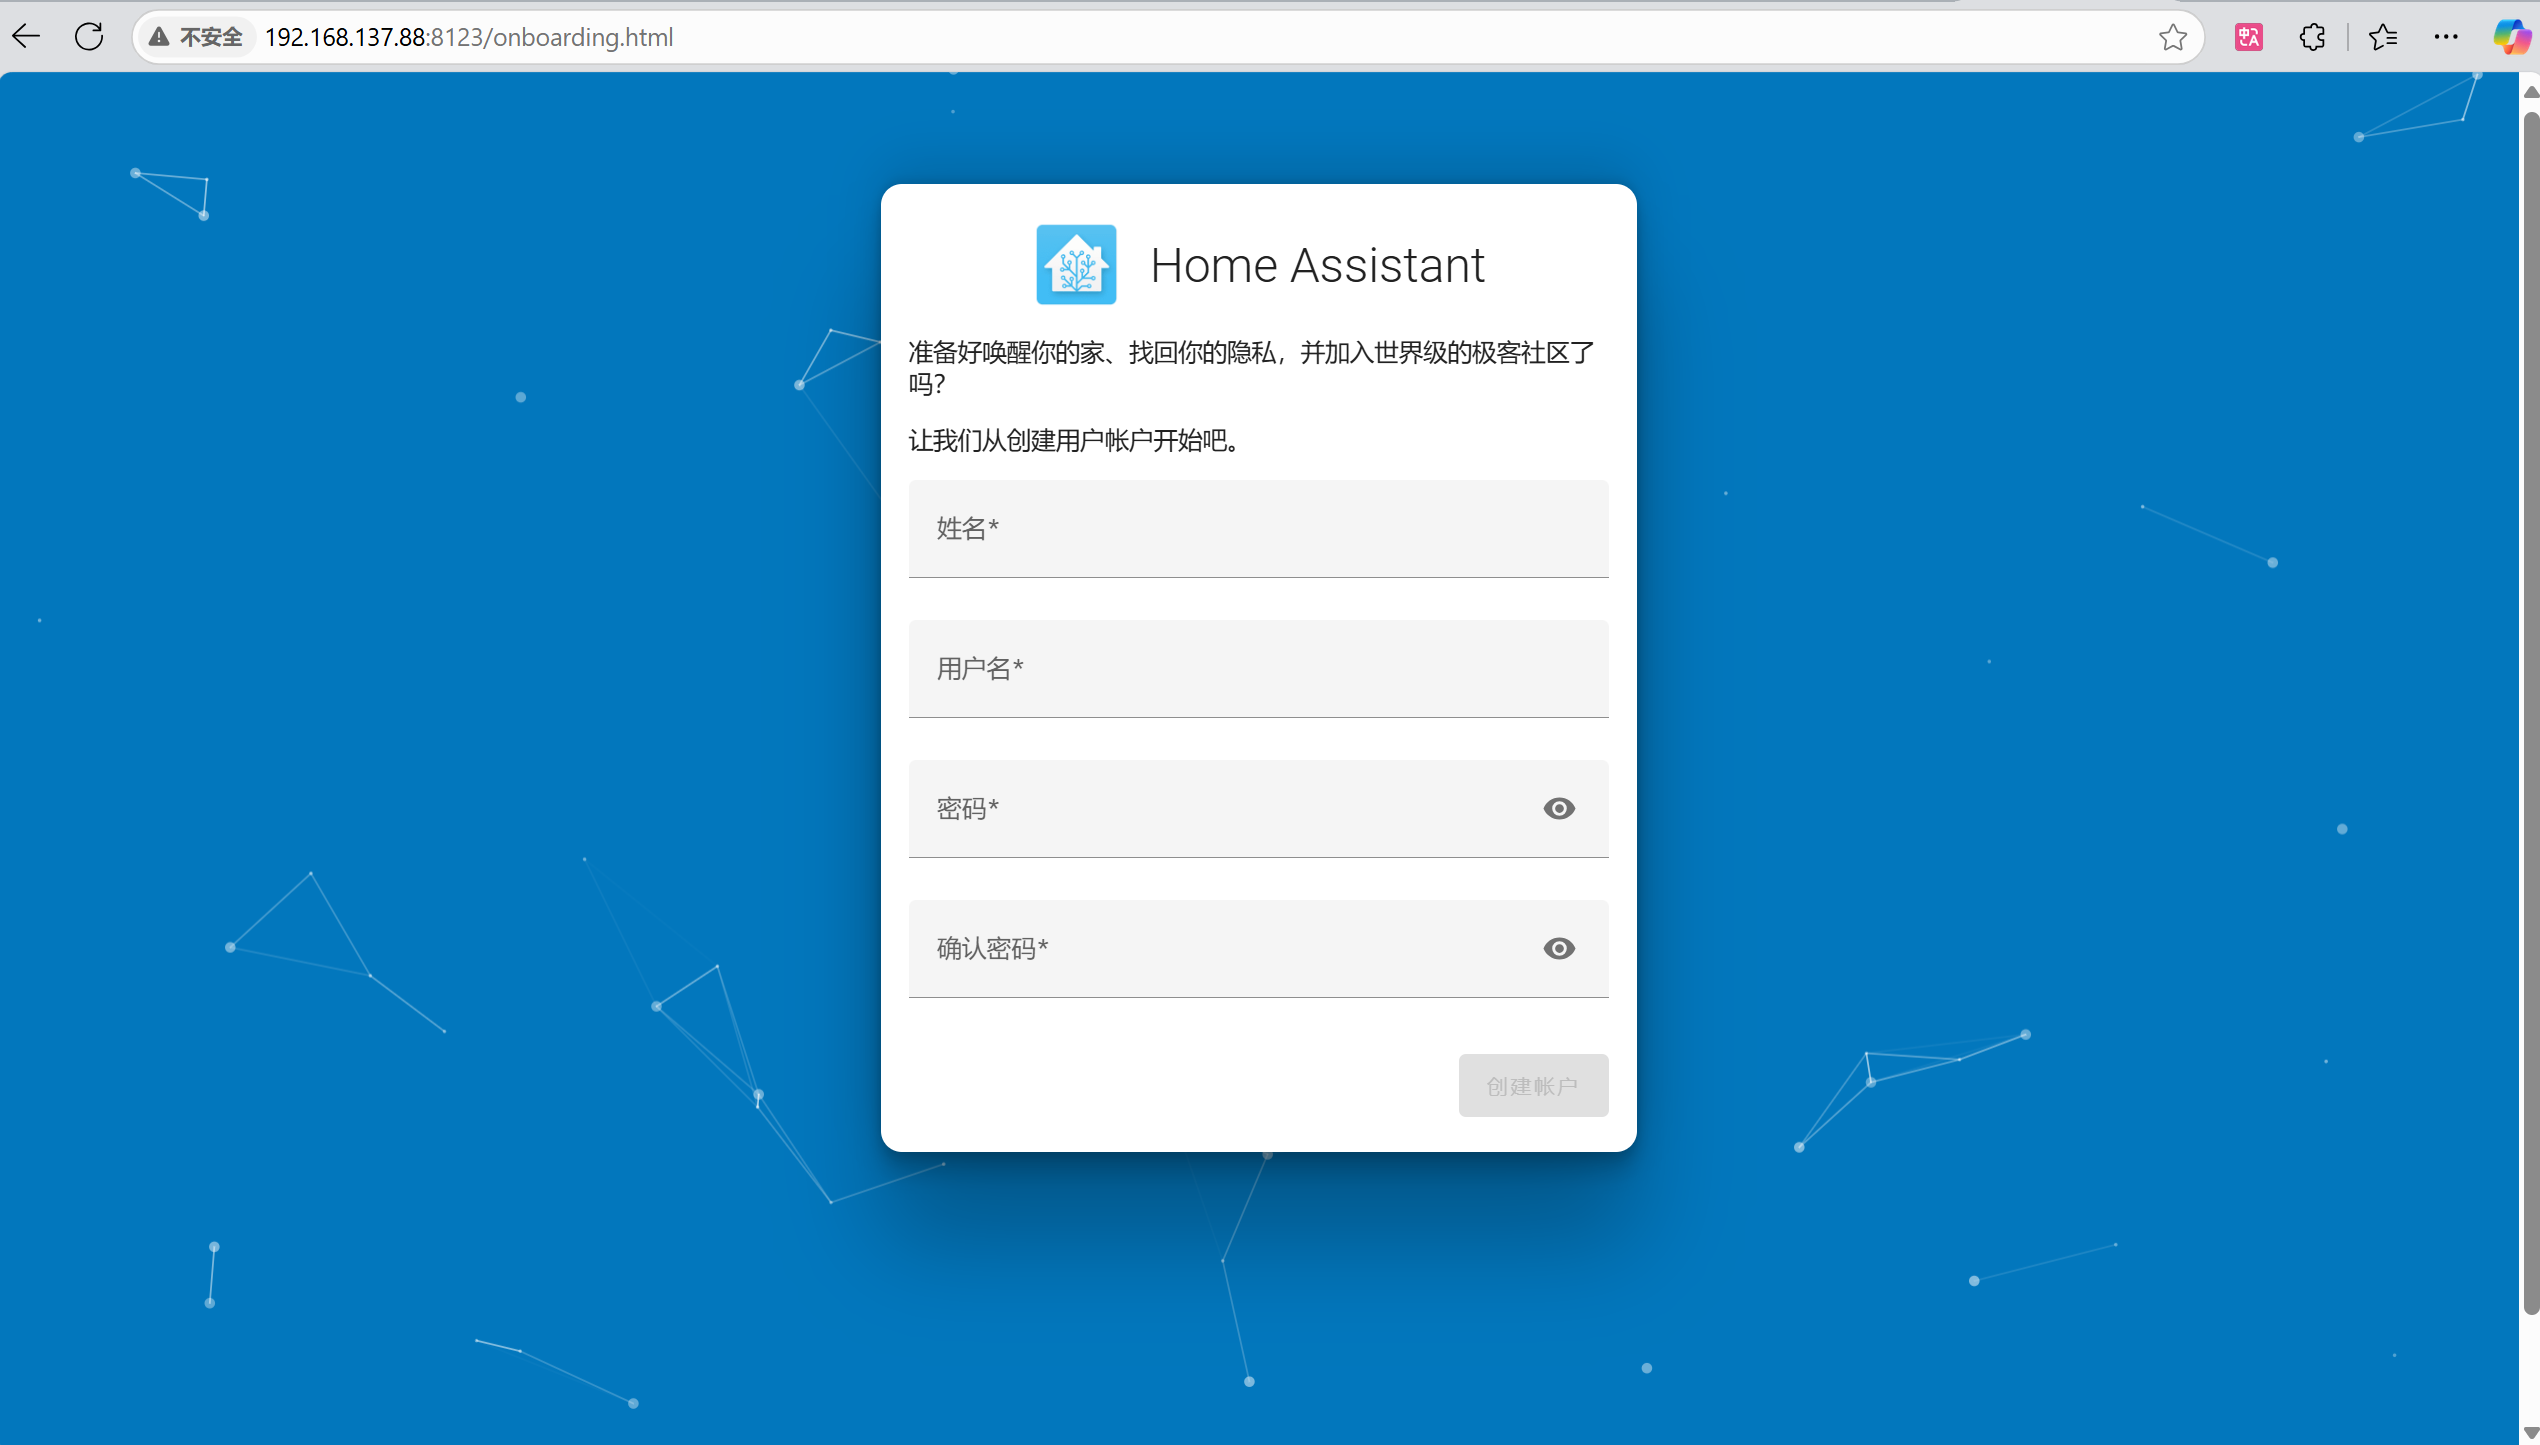 不安全 192.168.137.88:8123/onboarding.html
Home Assistant
准备好唤醒你的家、找回你的隐私，并加入世界级的极客社区了
吗？
让我们从创建用户帐户开始吧。
姓名*
用户名*
密码*
确认密码*
创建帐户